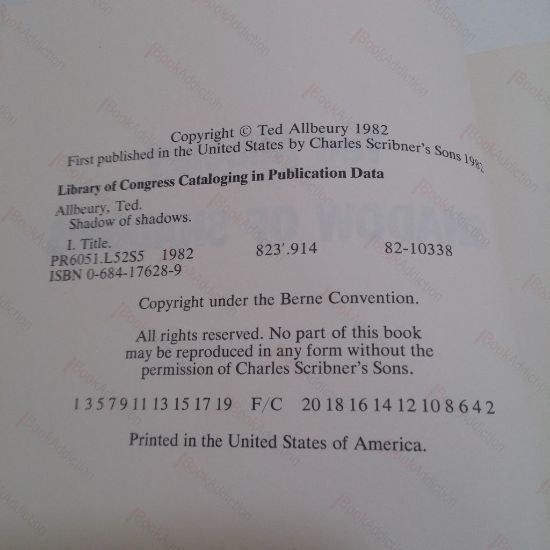 Copyright © Ted Allbeury 1982
First published in the United States by Charles Scribner's Sons 1982
Library of Congress Cataloging in Publication Data
Allbeury, Ted.
Shadow of shadows.
I. Title.
PR6051.L52S5 1982 823'.914 82-10338
ISBN 0-684-17628-9
Copyright under the Berne Convention.
All rights reserved. No part of this book
may be reproduced in any form without the
permission of Charles Scribner's Sons.
1 3 5 7 9 11 13 15 17 19 F/C 20 18 16 14 12 10 8 6 4 2
Printed in the United States of America.
iBookAddiction